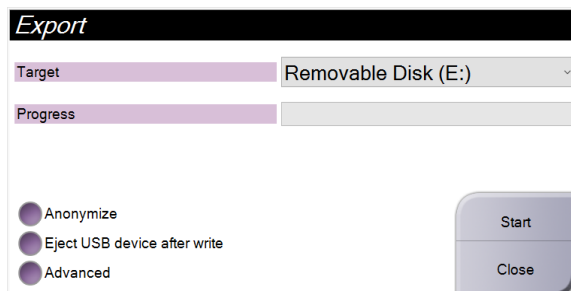 Export
Target
Removable Disk (E:)
Progress
Anonymize
Eject USB device after write
Advanced
Start
Close